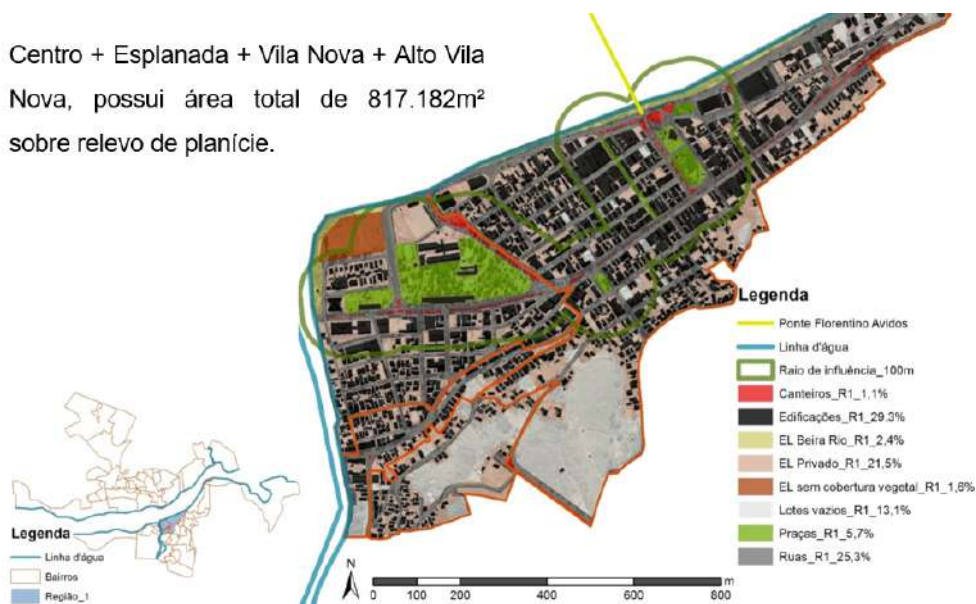 Centro + Esplanada + Vila Nova + Alto Vila
Nova, possui área total de 817.182m²
sobre relevo de planície.
Legenda
Ponte Florentino Avidos
Linha d'água
Raio de influência_100m
Canteiros_R1_1,1%
Edificações_R1_29,3%
EL Beira Rio_R1_2,4%
EL Privado_R1_21,5%
EL sem cobertura vegetal_R1_1,6%
Lotes vazios_R1_13,1%
Praças_R1_5,7%
Ruas_R1_25,3%
Legenda
Linha d'água
Bairros
Região_1
N
m
0 100 200 400 600 800